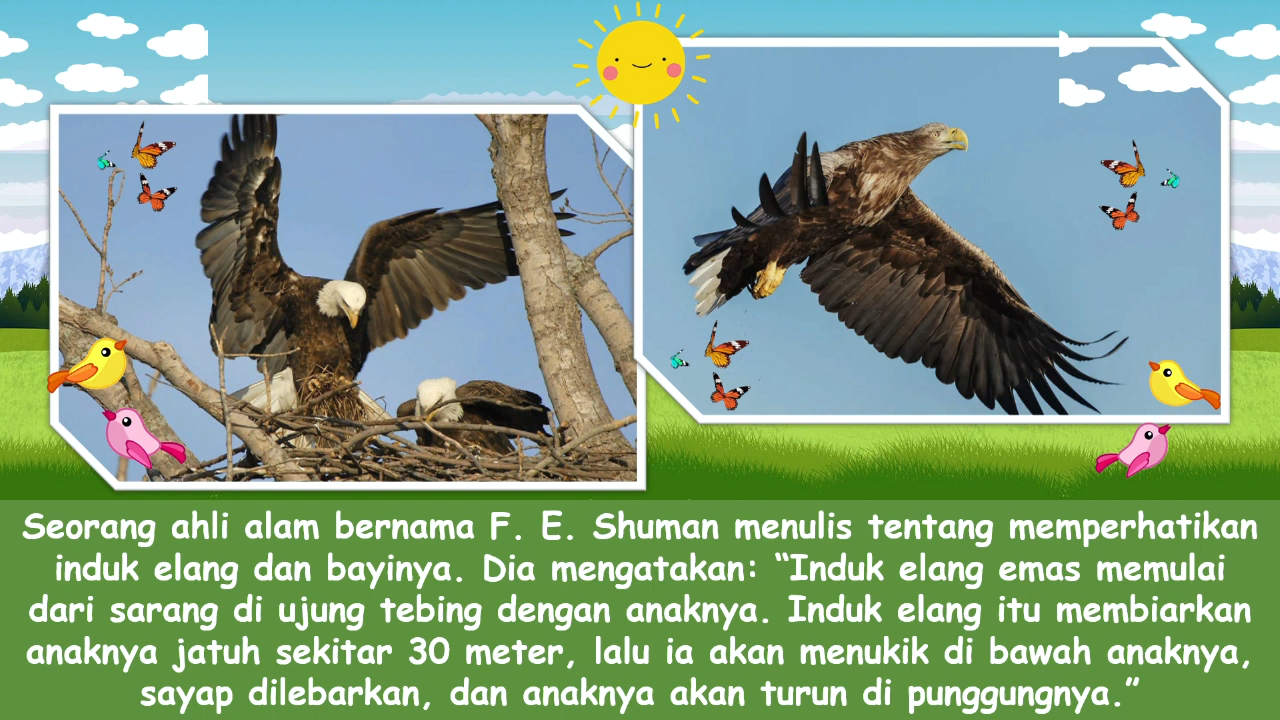 Seorang ahli alam bernama F. E. Shuman menulis tentang memperhatikan
induk elang dan bayinya. Dia mengatakan: “Induk elang emas memulai
dari sarang di ujung tebing dengan anaknya. Induk elang itu membiarkan
anaknya jatuh sekitar 30 meter, lalu ia akan menukik di bawah anaknya,
sayap dilebarkan, dan anaknya akan turun di punggungnya.”